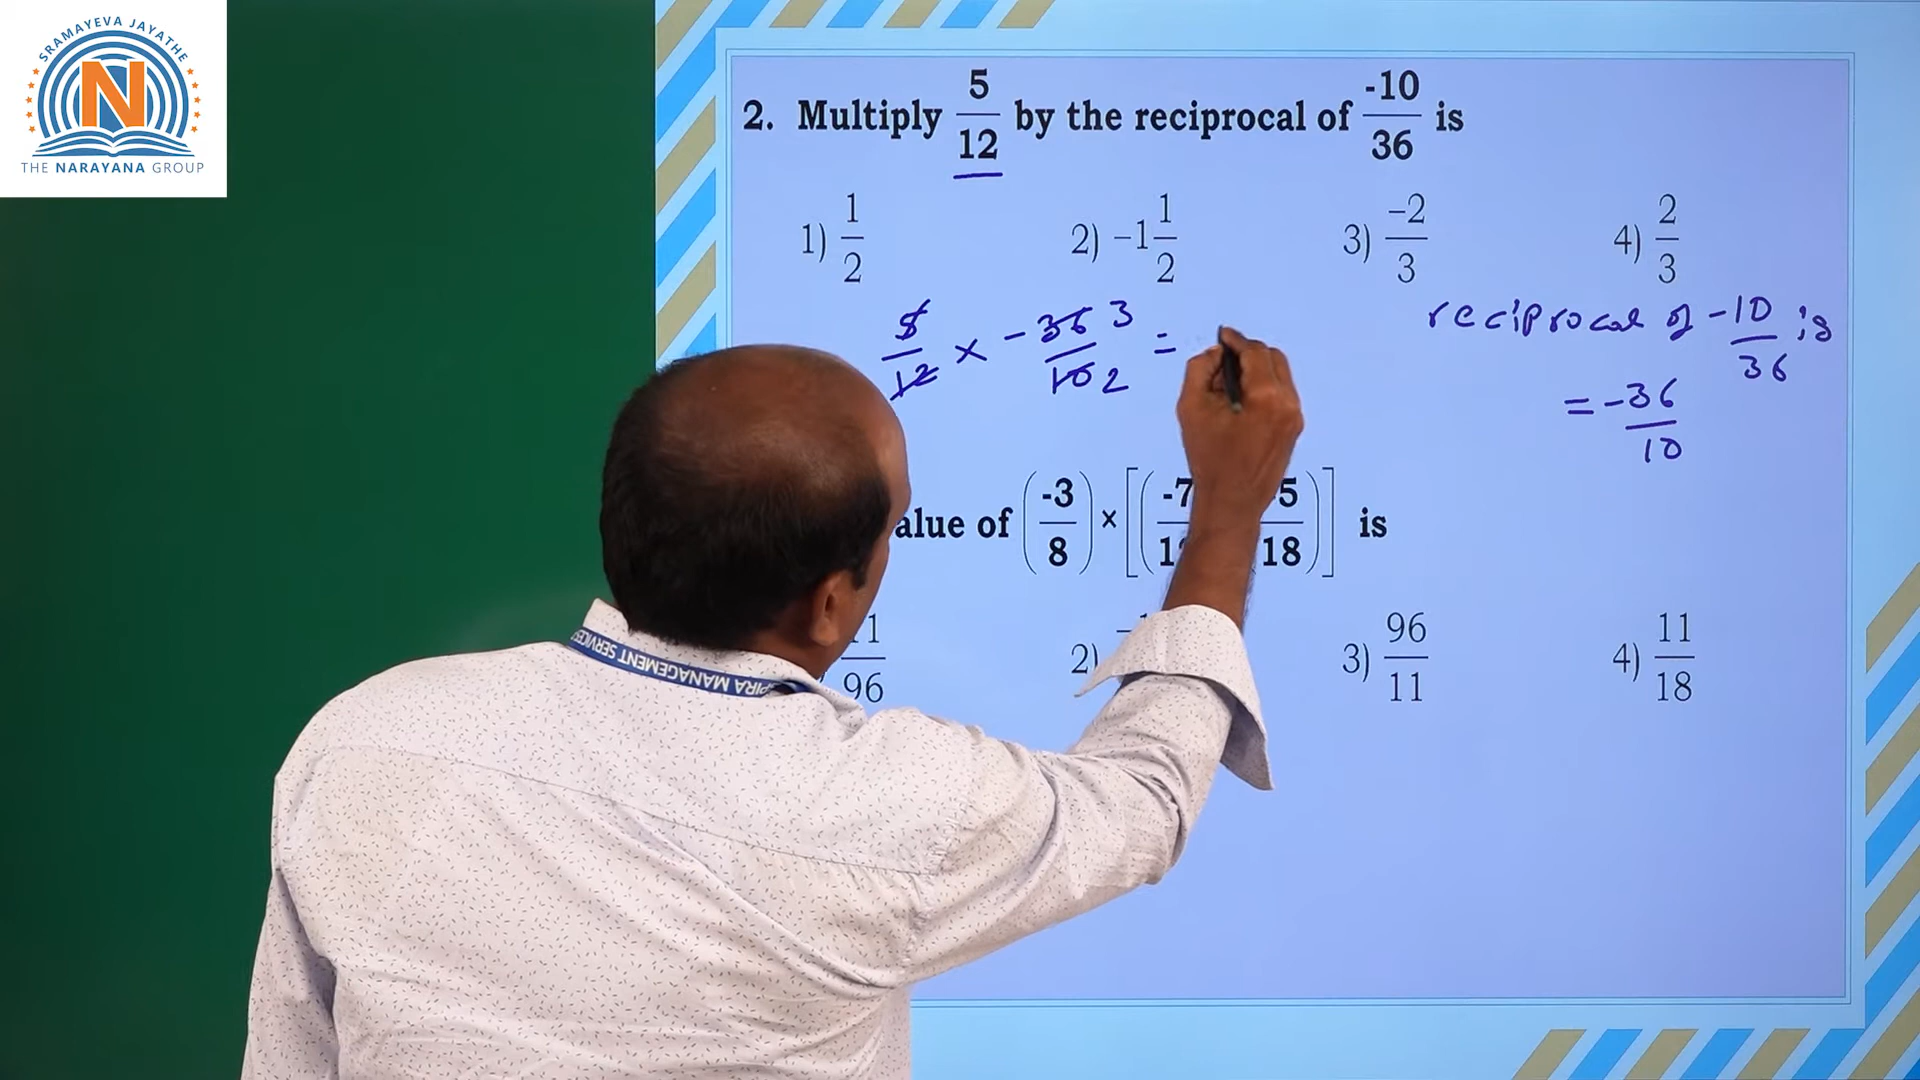 SRAMAYEVA JAYATHE
N
THE NARAYANA GROUP
2. Multiply 5/12 by the reciprocal of -10/36 is
1) 1/2 2) -1 1/2 3) -2/3 4) 2/3
5/12 × -36/10 3 2 =
reciprocal of -10/36 is
= -36/10
of (-3/8) × [( -7 -5/18 )] is
11/96 2) 3) 96/11 4) 11/18
MANAGEMENT SERVICES